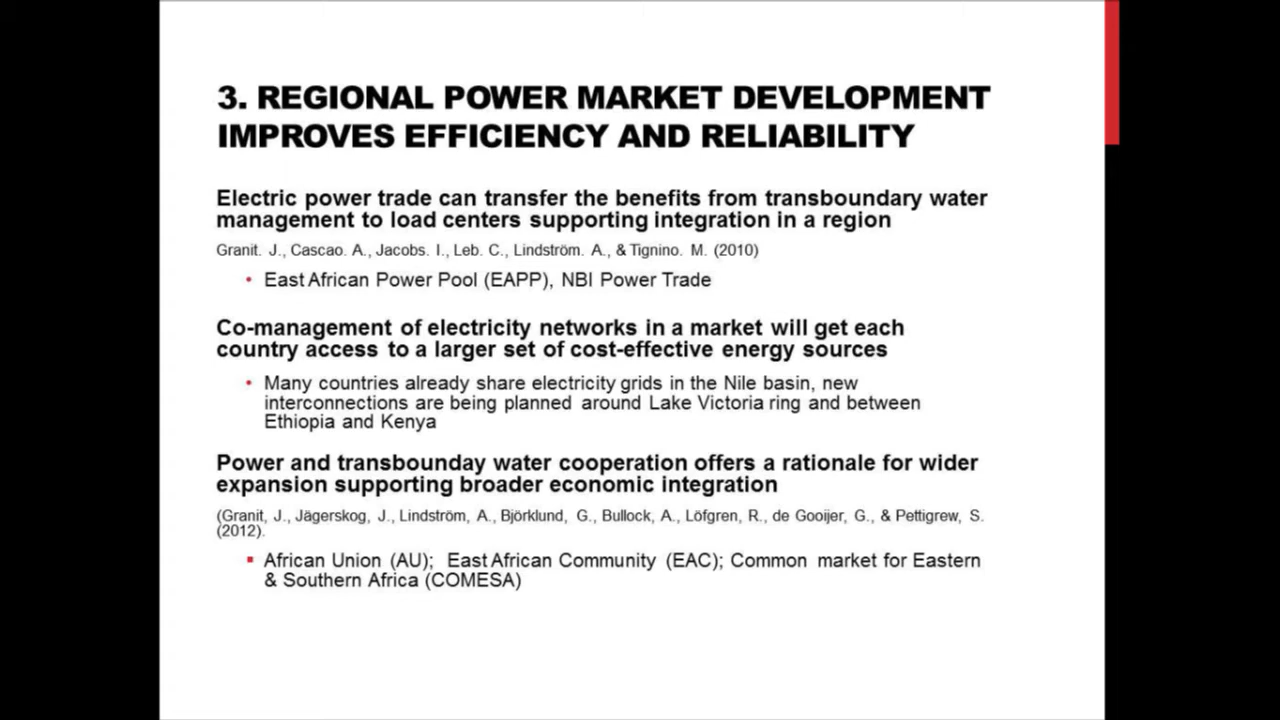 3. REGIONAL POWER MARKET DEVELOPMENT
IMPROVES EFFICIENCY AND RELIABILITY
Electric power trade can transfer the benefits from transboundary water
management to load centers supporting integration in a region
Granit. J., Cascao. A., Jacobs. I., Leb. C., Lindström. A., & Tignino. M. (2010)
• East African Power Pool (EAPP), NBI Power Trade
Co-management of electricity networks in a market will get each
country access to a larger set of cost-effective energy sources
• Many countries already share electricity grids in the Nile basin, new
interconnections are being planned around Lake Victoria ring and between
Ethiopia and Kenya
Power and transbounday water cooperation offers a rationale for wider
expansion supporting broader economic integration
(Granit, J., Jägerskog, J., Lindström, A., Björklund, G., Bullock, A., Löfgren, R., de Gooijer, G., & Pettigrew, S.
(2012).
▪ African Union (AU); East African Community (EAC); Common market for Eastern
& Southern Africa (COMESA)